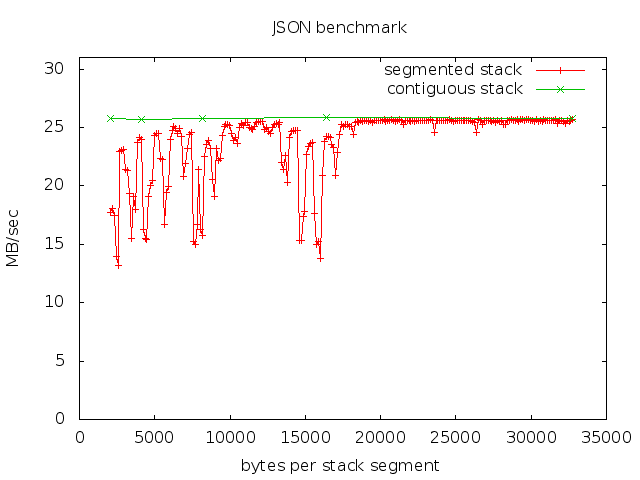 JSON benchmark
30
25
20
15
10
5
0
MB/sec
segmented stack
contiguous stack
0 5000 10000 15000 20000 25000 30000 35000
bytes per stack segment